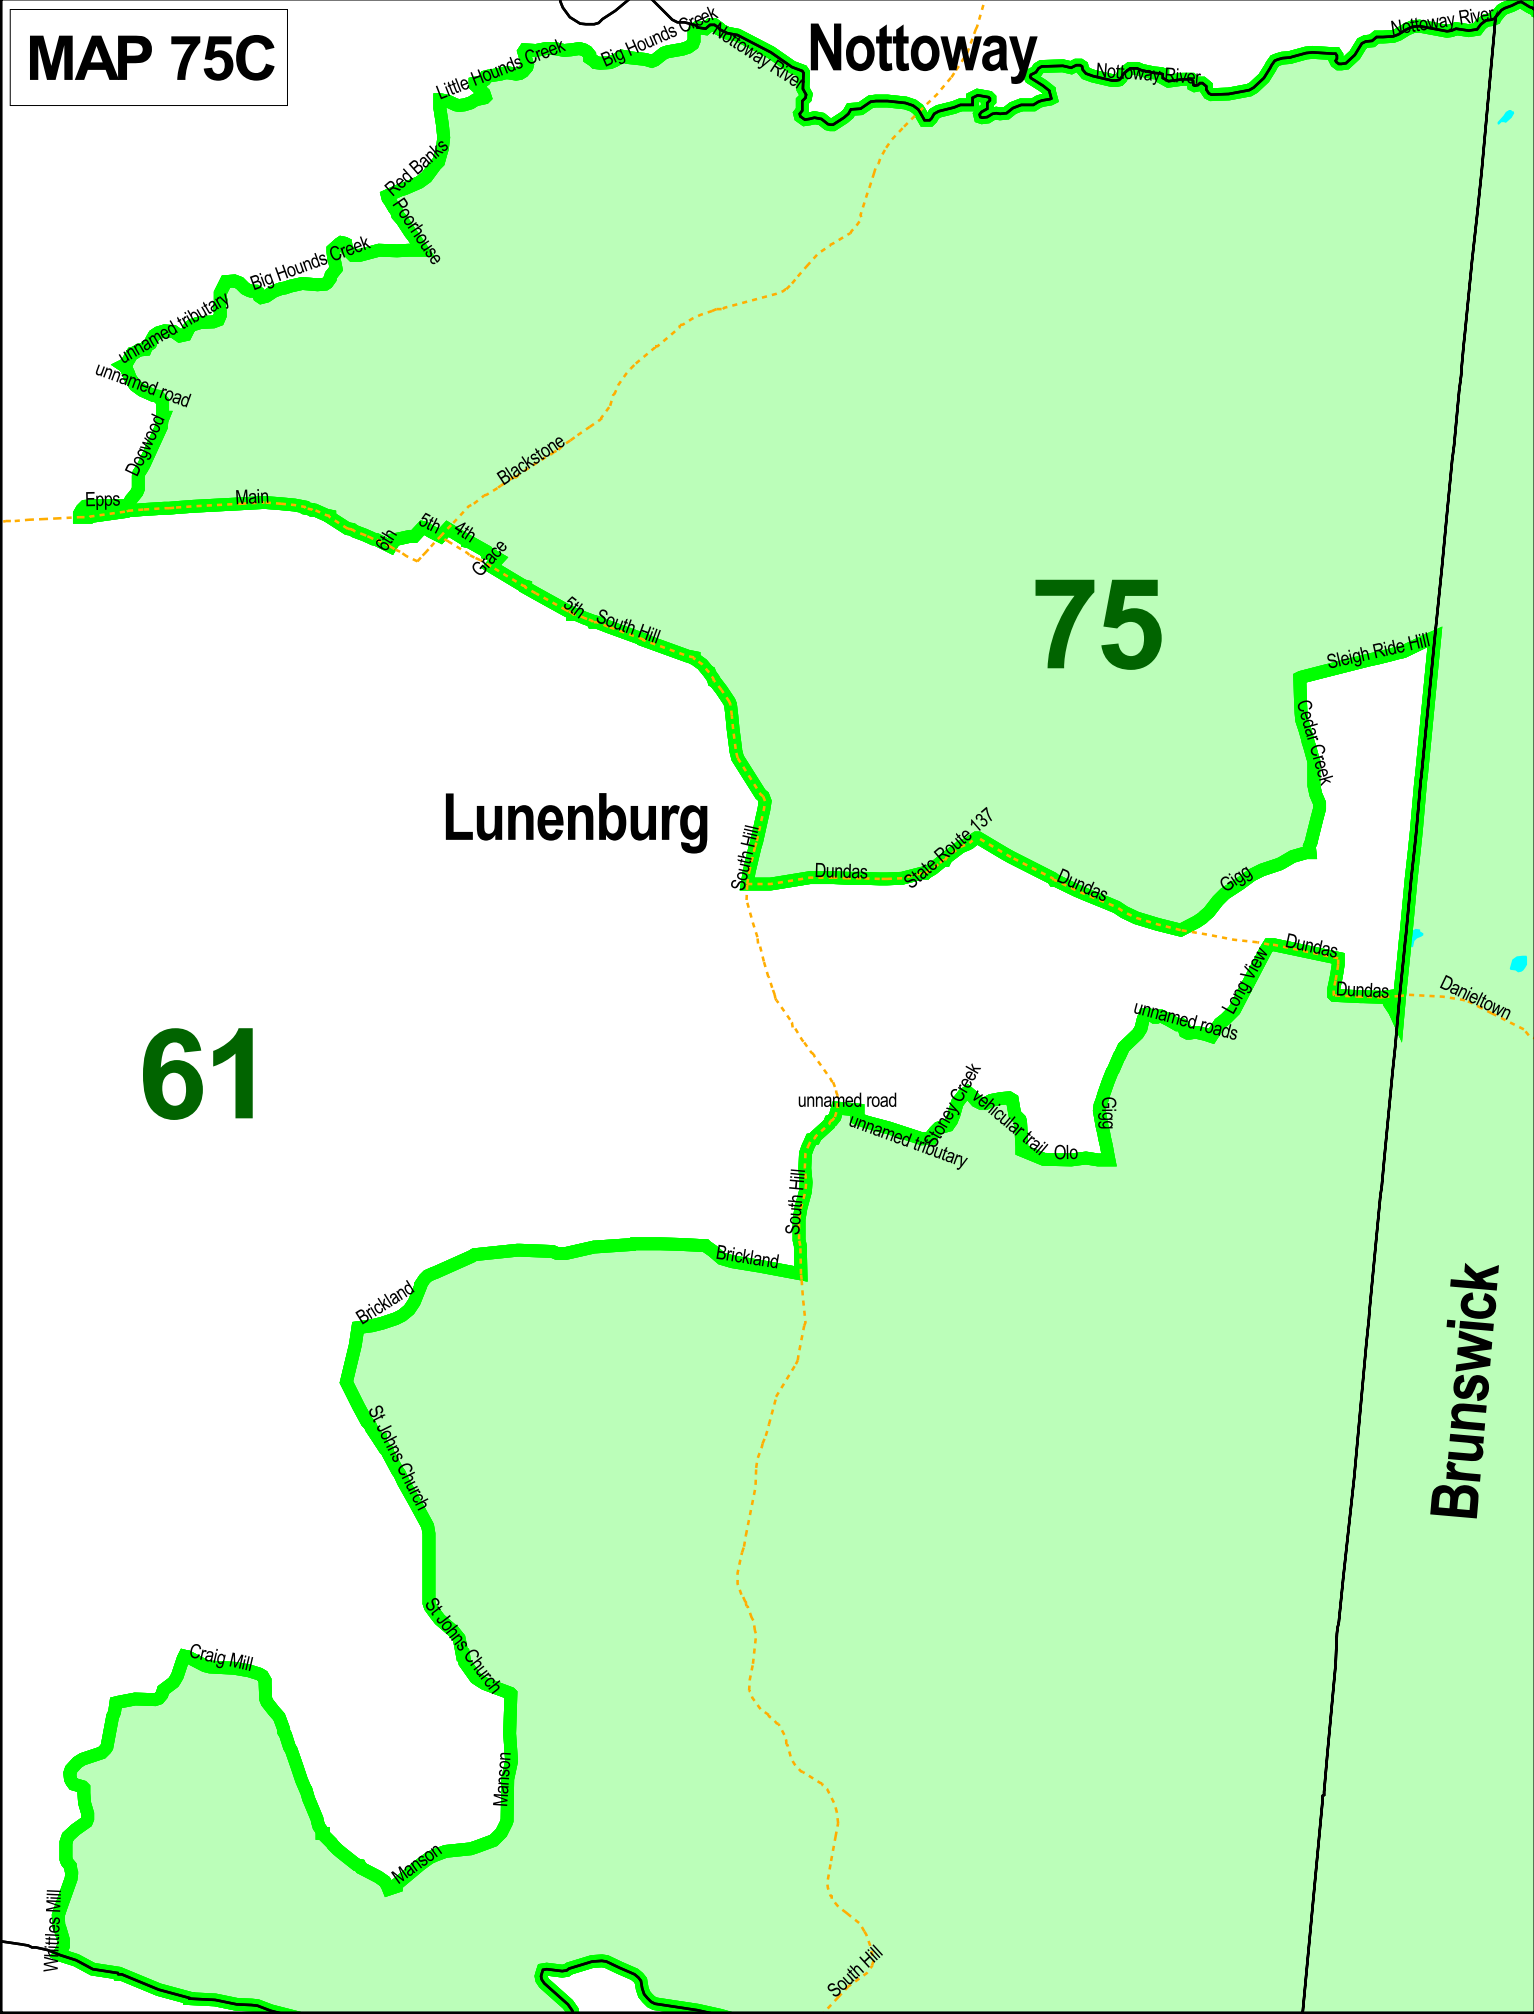 MAP 75C
Nottoway River
Big Hounds Creek
Nottoway River
Nottoway
Little Hounds Creek
Nottoway River
Red Banks
Poorhouse
Big Hounds Creek
unnamed tributary
unnamed road
Dogwood
Blackstone
Epps
Main
6th
5th
4th
Grace
5th
South Hill
75
Sleigh Ride Hill
Cedar Creek
Lunenburg
South Hill
Dundas
State Route 137
Dundas
Gigg
Dundas
Long View
Dundas
Danieltown
unnamed roads
61
unnamed road
unnamed tributary
Stoney Creek
vehicular trail
Olo
Gigg
South Hill
Brickland
Brickland
Brunswick
St Johns Church
St Johns Church
Craig Mill
Manson
Manson
Whittles Mill
South Hill